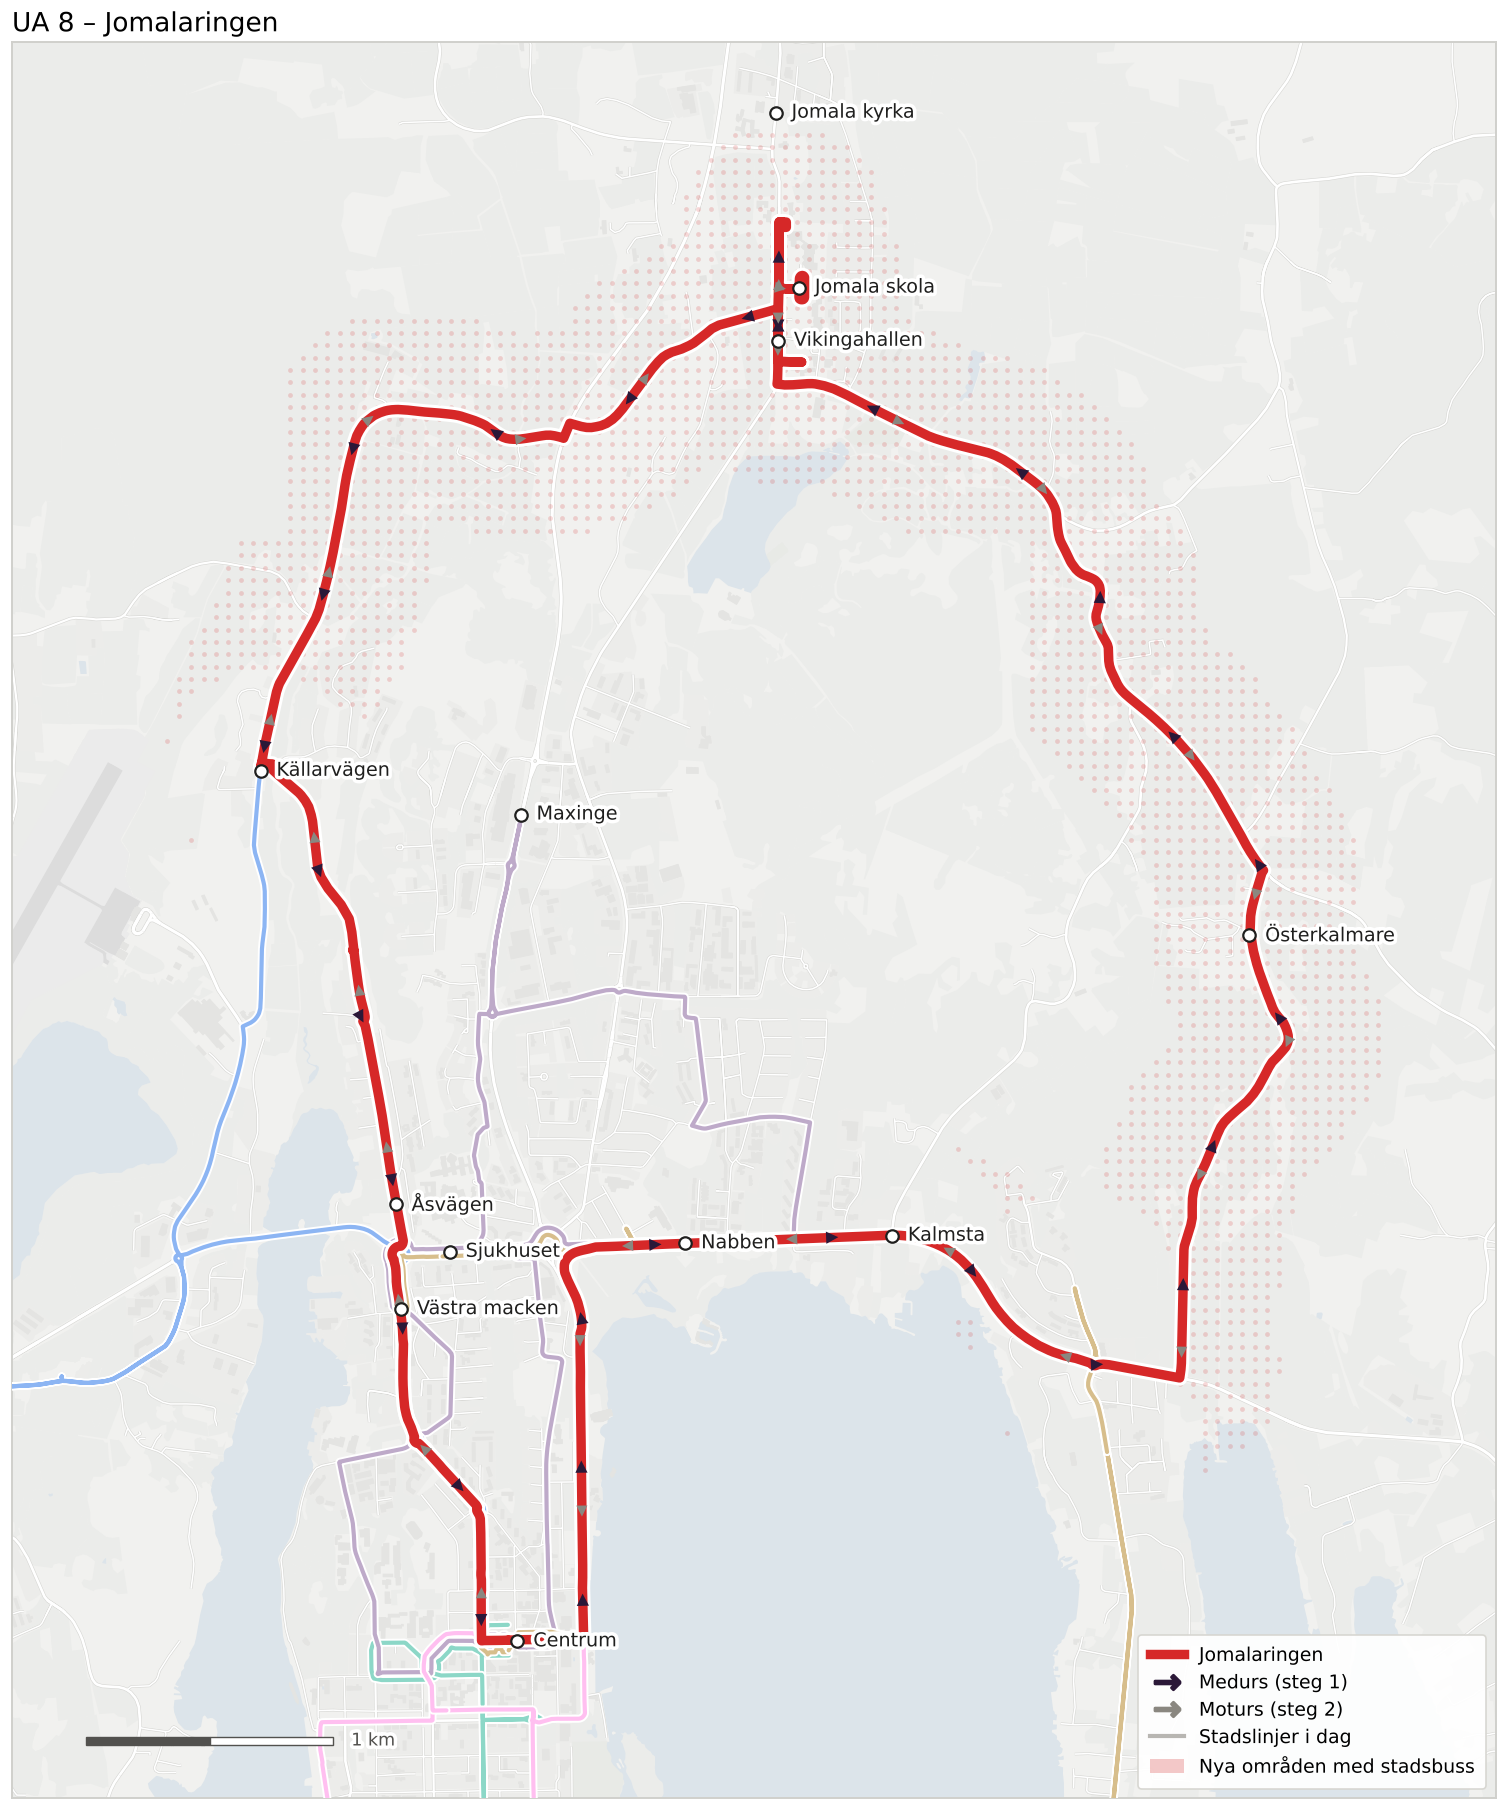 UA 8 – Jomalaringen
Jomala kyrka
Jomala skola
Vikingahallen
Källarvägen
Maxinge
Österkalmare
Åsvägen
Sjukhuset
Nabben
Kalmsta
Västra macken
Centrum
Jomalaringen
Medurs (steg 1)
Moturs (steg 2)
Stadslinjer i dag
Nya områden med stadsbuss
1 km